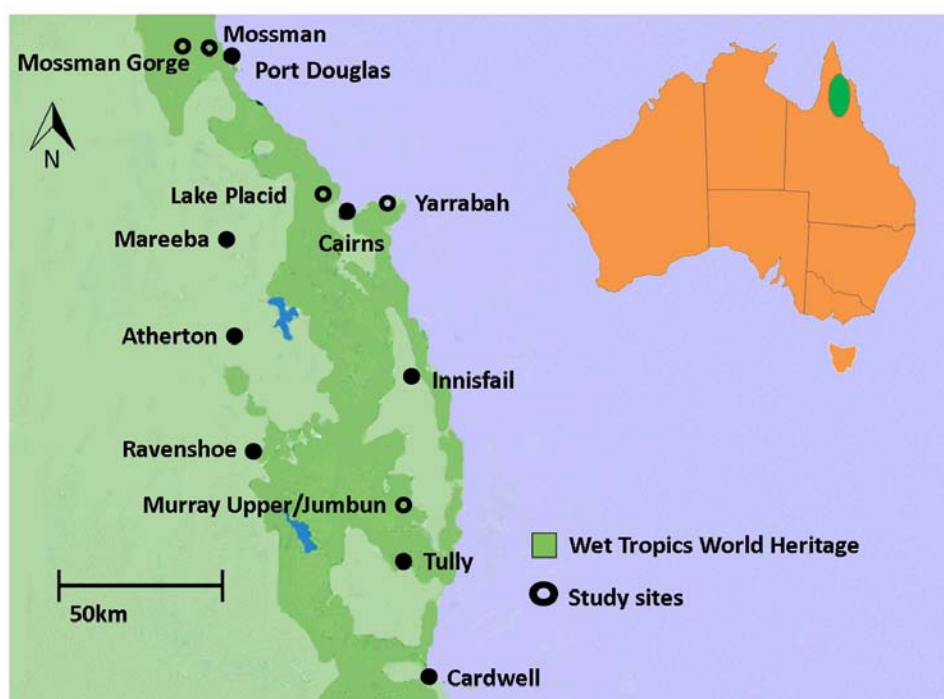 Mossman
Mossman Gorge
Port Douglas
N
Lake Placid
Yarrabah
Cairns
Mareeba
Atherton
Innisfail
Ravenshoe
Murray Upper/Jumbun
Tully
Wet Tropics World Heritage
Study sites
50km
Cardwell